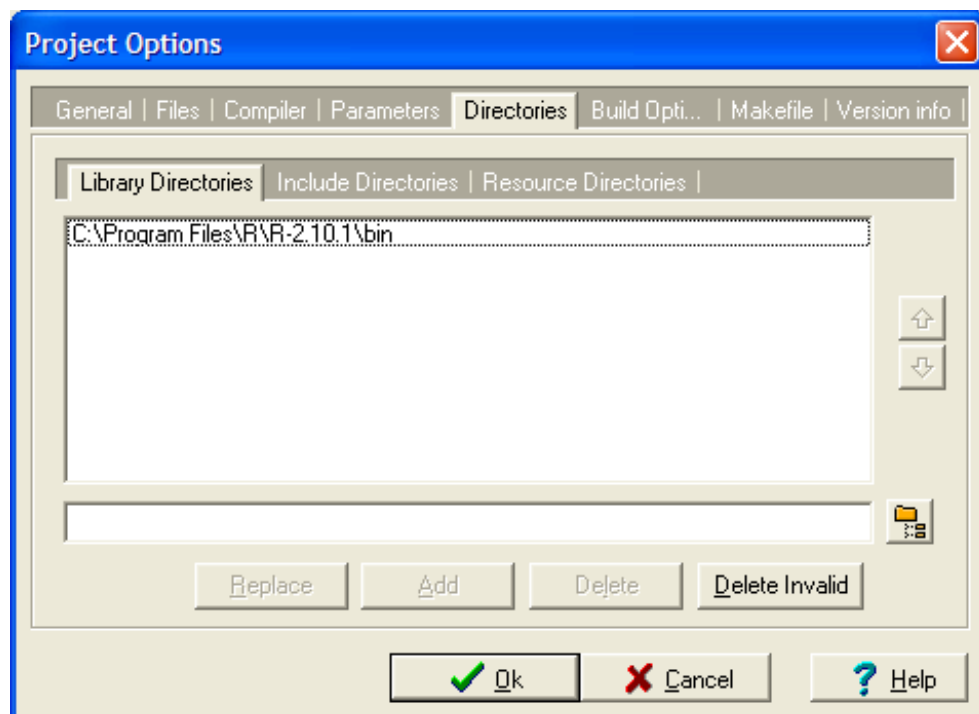 Project Options
General | Files | Compiler | Parameters Directories Build Opti... | Makefile | Version info |
Library Directories Include Directories | Resource Directories |
C:\Program Files\R\R-2.10.1\bin
Replace Add Delete Delete Invalid
Ok Cancel ? Help